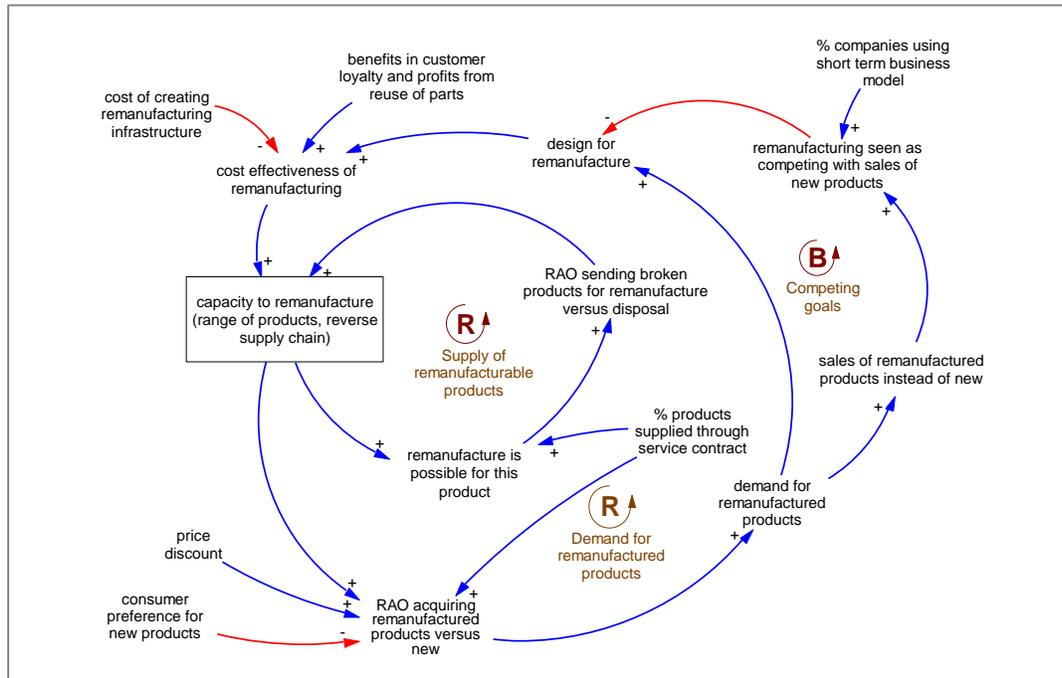 % companies using
short term business
model
benefits in customer
loyalty and profits from
reuse of parts
cost of creating
remanufacturing
infrastructure
-
+
+
-
+
design for
remanufacture
remanufacturing seen as
competing with sales of
new products
cost effectiveness of
remanufacturing
+
+
+
+
B
Competing
goals
RAO sending broken
products for remanufacture
versus disposal
capacity to remanufacture
(range of products, reverse
supply chain)
R
Supply of
remanufacturable
products
+
sales of remanufactured
products instead of new
+
% products
supplied through
service contract
+
+
remanufacture is
possible for this
product
demand for
remanufactured
products
R
Demand for
remanufactured
products
+
price
discount
consumer
preference for
new products
+
+
-
+
RAO acquiring
remanufactured
products versus
new